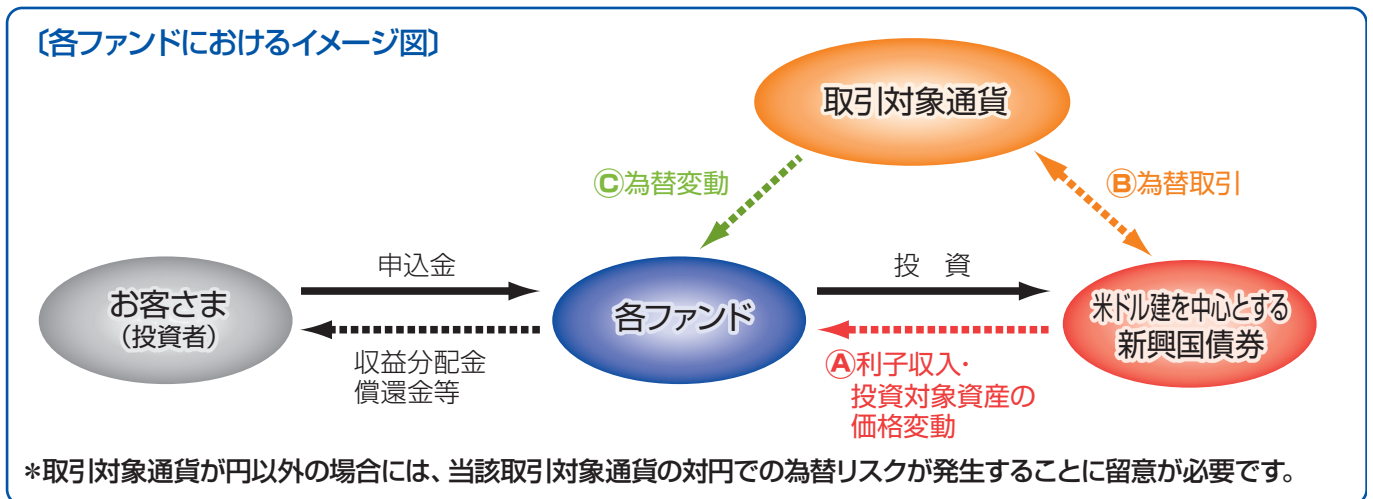 〔各ファンドにおけるイメージ図〕
取引対象通貨
Ⓒ為替変動
Ⓑ為替取引
申込金
投 資
お客さま
(投資者)
各ファンド
米ドル建を中心とする
新興国債券
収益分配金
償還金等
Ⓐ利子収入・
投資対象資産の
価格変動
*取引対象通貨が円以外の場合には、当該取引対象通貨の対円での為替リスクが発生することに留意が必要です。